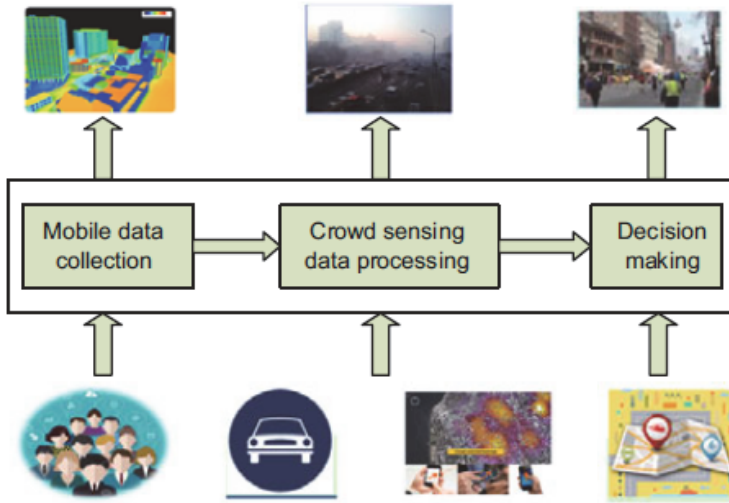 Mobile data
collection
Crowd sensing
data processing
Decision
making